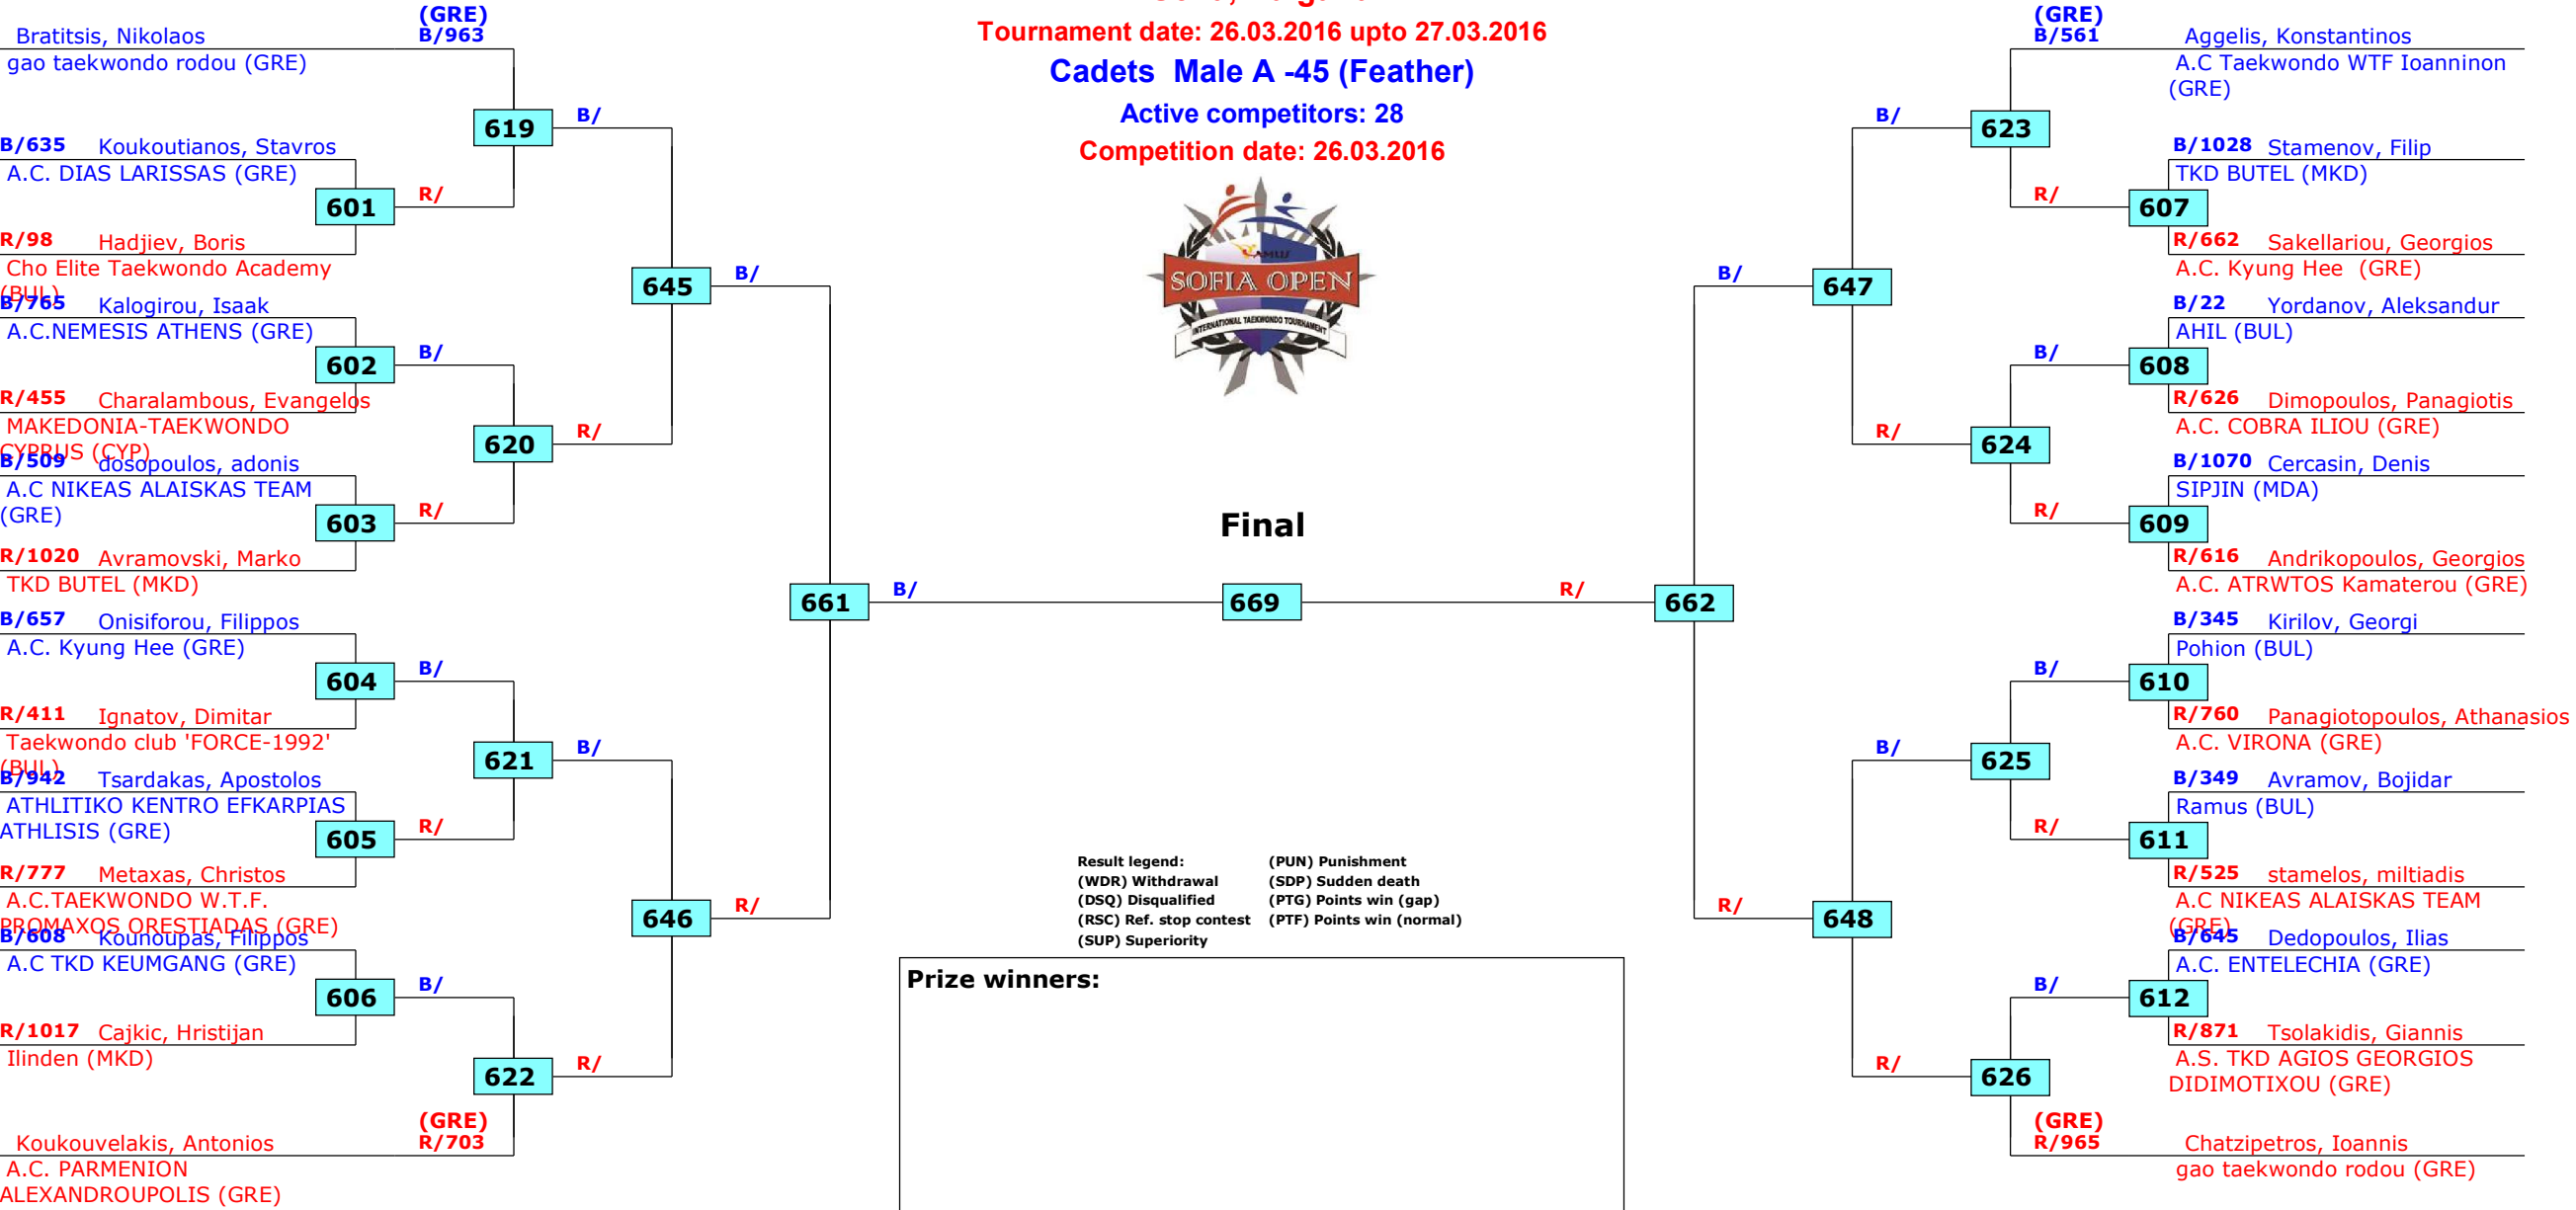 Tournament date: 26.03.2016 upto 27.03.2016
Cadets  Male A -45 (Feather)
Active competitors: 28
Competition date: 26.03.2016
SOFIA OPEN
INTERNATIONAL TAEKWONDO TOURNAMENT
(GRE)
Bratitsis, Nikolaos B/963
gao taekwondo rodou (GRE)
619 B/
B/635 Koukoutianos, Stavros
A.C. DIAS LARISSAS (GRE)
601 R/
R/98 Hadjiev, Boris
Cho Elite Taekwondo Academy
(BUL)
645 B/
B/765 Kalogirou, Isaak
A.C.NEMESIS ATHENS (GRE)
602 B/
R/455 Charalambous, Evangelos
MAKEDONIA-TAEKWONDO
CYPRUS (CYP)
620 R/
B/509 dosopoulos, adonis
A.C NIKEAS ALAISKAS TEAM
(GRE)
603 R/
R/1020 Avramovski, Marko
TKD BUTEL (MKD)
661 B/
B/657 Onisiforou, Filippos
A.C. Kyung Hee (GRE)
604 B/
R/411 Ignatov, Dimitar
Taekwondo club 'FORCE-1992'
(BUL)
621 B/
B/942 Tsardakas, Apostolos
ATHLITIKO KENTRO EFKARPIAS
ATHLISIS (GRE)
605 R/
R/777 Metaxas, Christos
A.C.TAEKWONDO W.T.F.
PROMAXOS ORESTIADAS (GRE)
646 R/
B/608 Kounoupas, Filippos
A.C TKD KEUMGANG (GRE)
606 B/
R/1017 Cajkic, Hristijan
Ilinden (MKD)
622 R/
(GRE)
Koukouvelakis, Antonios R/703
A.C. PARMENION
ALEXANDROUPOLIS (GRE)
Final
669
Result legend: (PUN) Punishment
(WDR) Withdrawal (SDP) Sudden death
(DSQ) Disqualified (PTG) Points win (gap)
(RSC) Ref. stop contest (PTF) Points win (normal)
(SUP) Superiority
Prize winners:
(GRE)
B/561 Aggelis, Konstantinos
A.C Taekwondo WTF Ioanninon
(GRE)
B/ 623
B/1028 Stamenov, Filip
TKD BUTEL (MKD)
R/ 607
R/662 Sakellariou, Georgios
A.C. Kyung Hee  (GRE)
B/ 647
B/22 Yordanov, Aleksandur
AHIL (BUL)
B/ 608
R/626 Dimopoulos, Panagiotis
A.C. COBRA ILIOU (GRE)
R/ 624
B/1070 Cercasin, Denis
SIPJIN (MDA)
R/ 609
R/616 Andrikopoulos, Georgios
A.C. ATRWTOS Kamaterou (GRE)
R/ 662
B/345 Kirilov, Georgi
Pohion (BUL)
B/ 610
R/760 Panagiotopoulos, Athanasios
A.C. VIRONA (GRE)
B/ 625
B/349 Avramov, Bojidar
Ramus (BUL)
R/ 611
R/525 stamelos, miltiadis
A.C NIKEAS ALAISKAS TEAM
(GRE)
R/ 648
B/645 Dedopoulos, Ilias
A.C. ENTELECHIA (GRE)
B/ 612
R/871 Tsolakidis, Giannis
A.S. TKD AGIOS GEORGIOS
DIDIMOTIXOU (GRE)
R/ 626
(GRE)
R/965 Chatzipetros, Ioannis
gao taekwondo rodou (GRE)